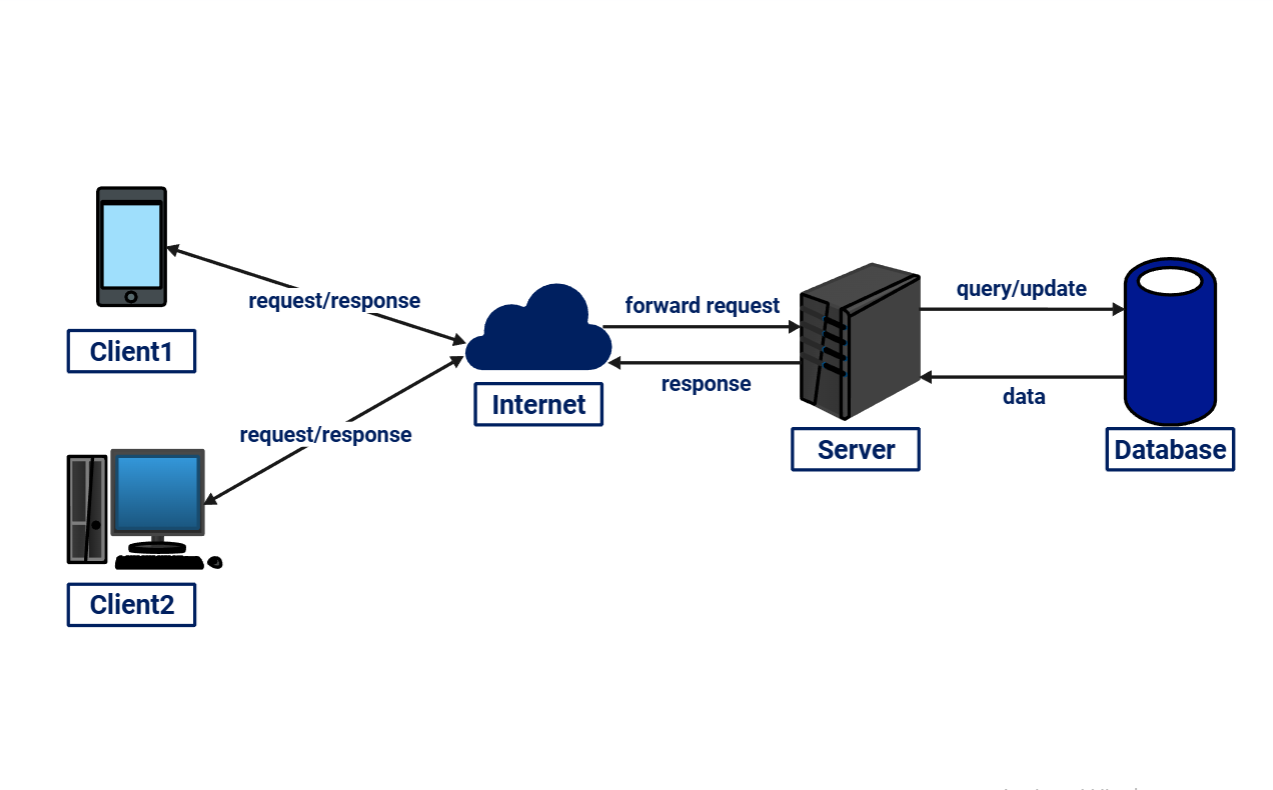 request/response
Client1
request/response
Client2
Internet
forward request
response
Server
query/update
data
Database